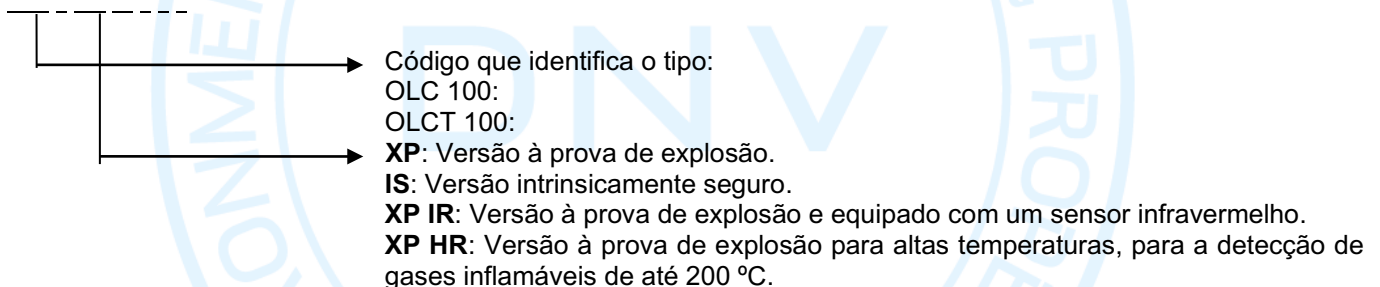 Código que identifica o tipo:
OLC 100:
OLCT 100:
XP: Versão à prova de explosão.
IS: Versão intrinsicamente seguro.
XP IR: Versão à prova de explosão e equipado com um sensor infravermelho.
XP HR: Versão à prova de explosão para altas temperaturas, para a detecção de
gases inflamáveis de até 200 ºC.
DNV